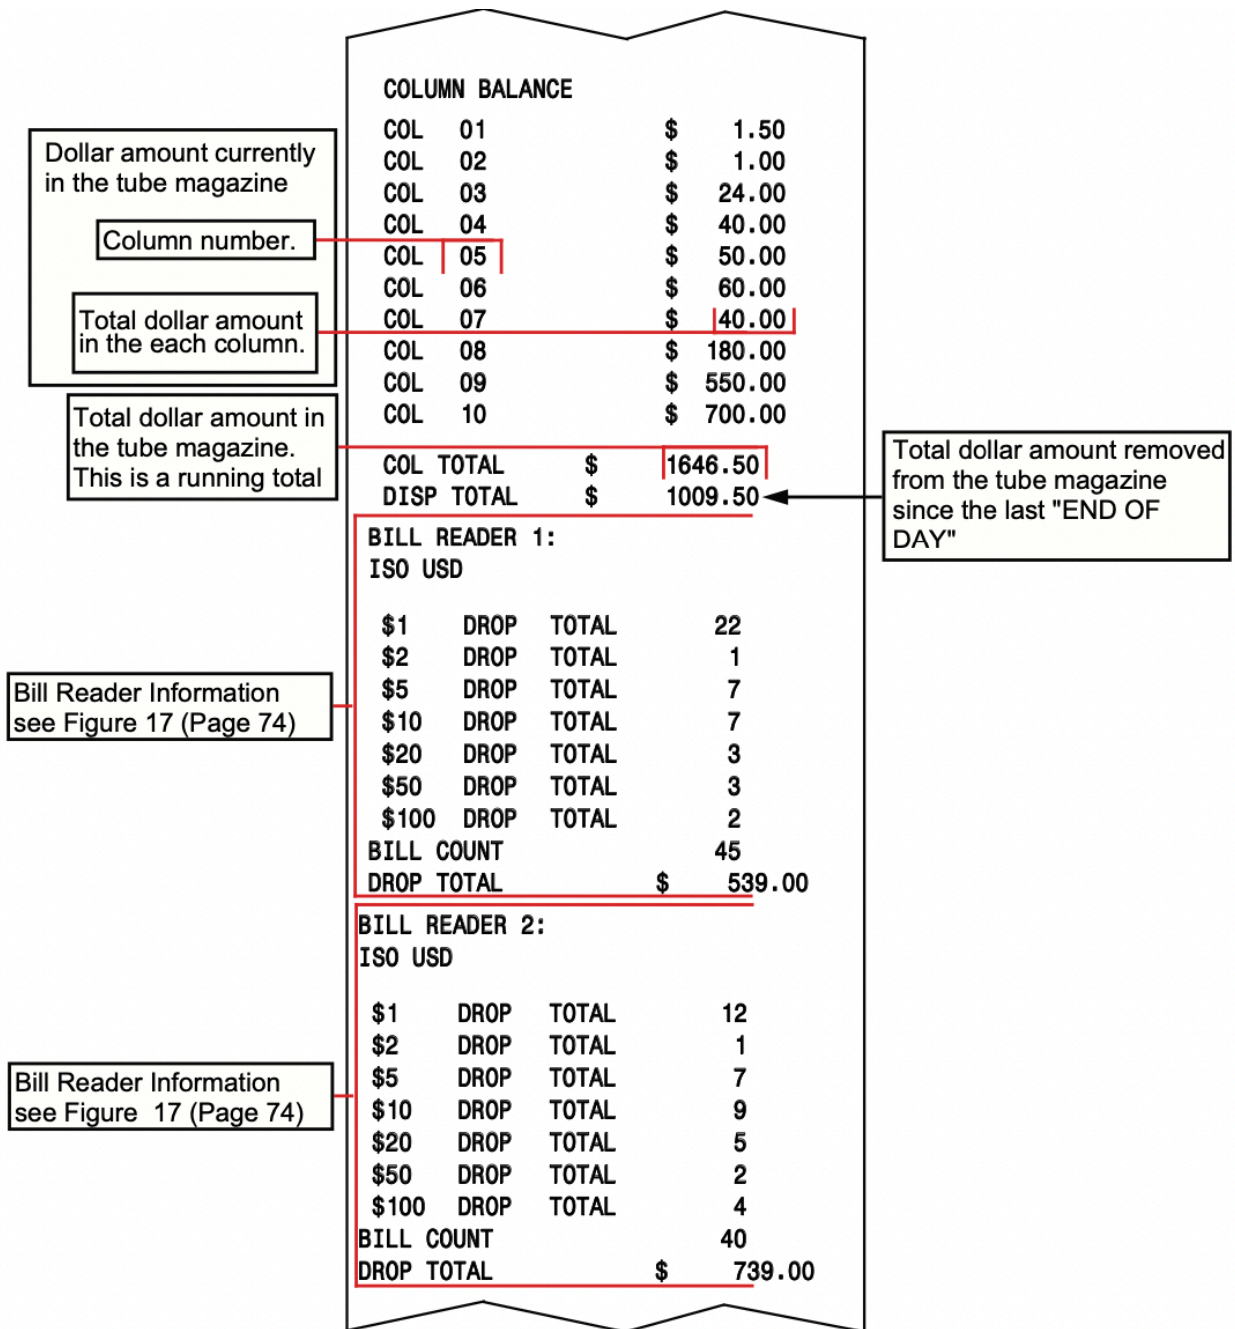 COLUMN BALANCE
COL 01 $ 1.50
COL 02 $ 1.00
COL 03 $ 24.00
COL 04 $ 40.00
COL 05 $ 50.00
COL 06 $ 60.00
COL 07 $ 40.00
COL 08 $ 180.00
COL 09 $ 550.00
COL 10 $ 700.00
COL TOTAL $ 1646.50
DISP TOTAL $ 1009.50
BILL READER 1:
ISO USD
$1 DROP TOTAL 22
$2 DROP TOTAL 1
$5 DROP TOTAL 7
$10 DROP TOTAL 7
$20 DROP TOTAL 3
$50 DROP TOTAL 3
$100 DROP TOTAL 2
BILL COUNT 45
DROP TOTAL $ 539.00
BILL READER 2:
ISO USD
$1 DROP TOTAL 12
$2 DROP TOTAL 1
$5 DROP TOTAL 7
$10 DROP TOTAL 9
$20 DROP TOTAL 5
$50 DROP TOTAL 2
$100 DROP TOTAL 4
BILL COUNT 40
DROP TOTAL $ 739.00
Dollar amount currently
in the tube magazine
Column number.
Total dollar amount
in the each column.
Total dollar amount in
the tube magazine.
This is a running total
Total dollar amount removed
from the tube magazine
since the last "END OF
DAY"
Bill Reader Information
see Figure 17 (Page 74)
Bill Reader Information
see Figure 17 (Page 74)